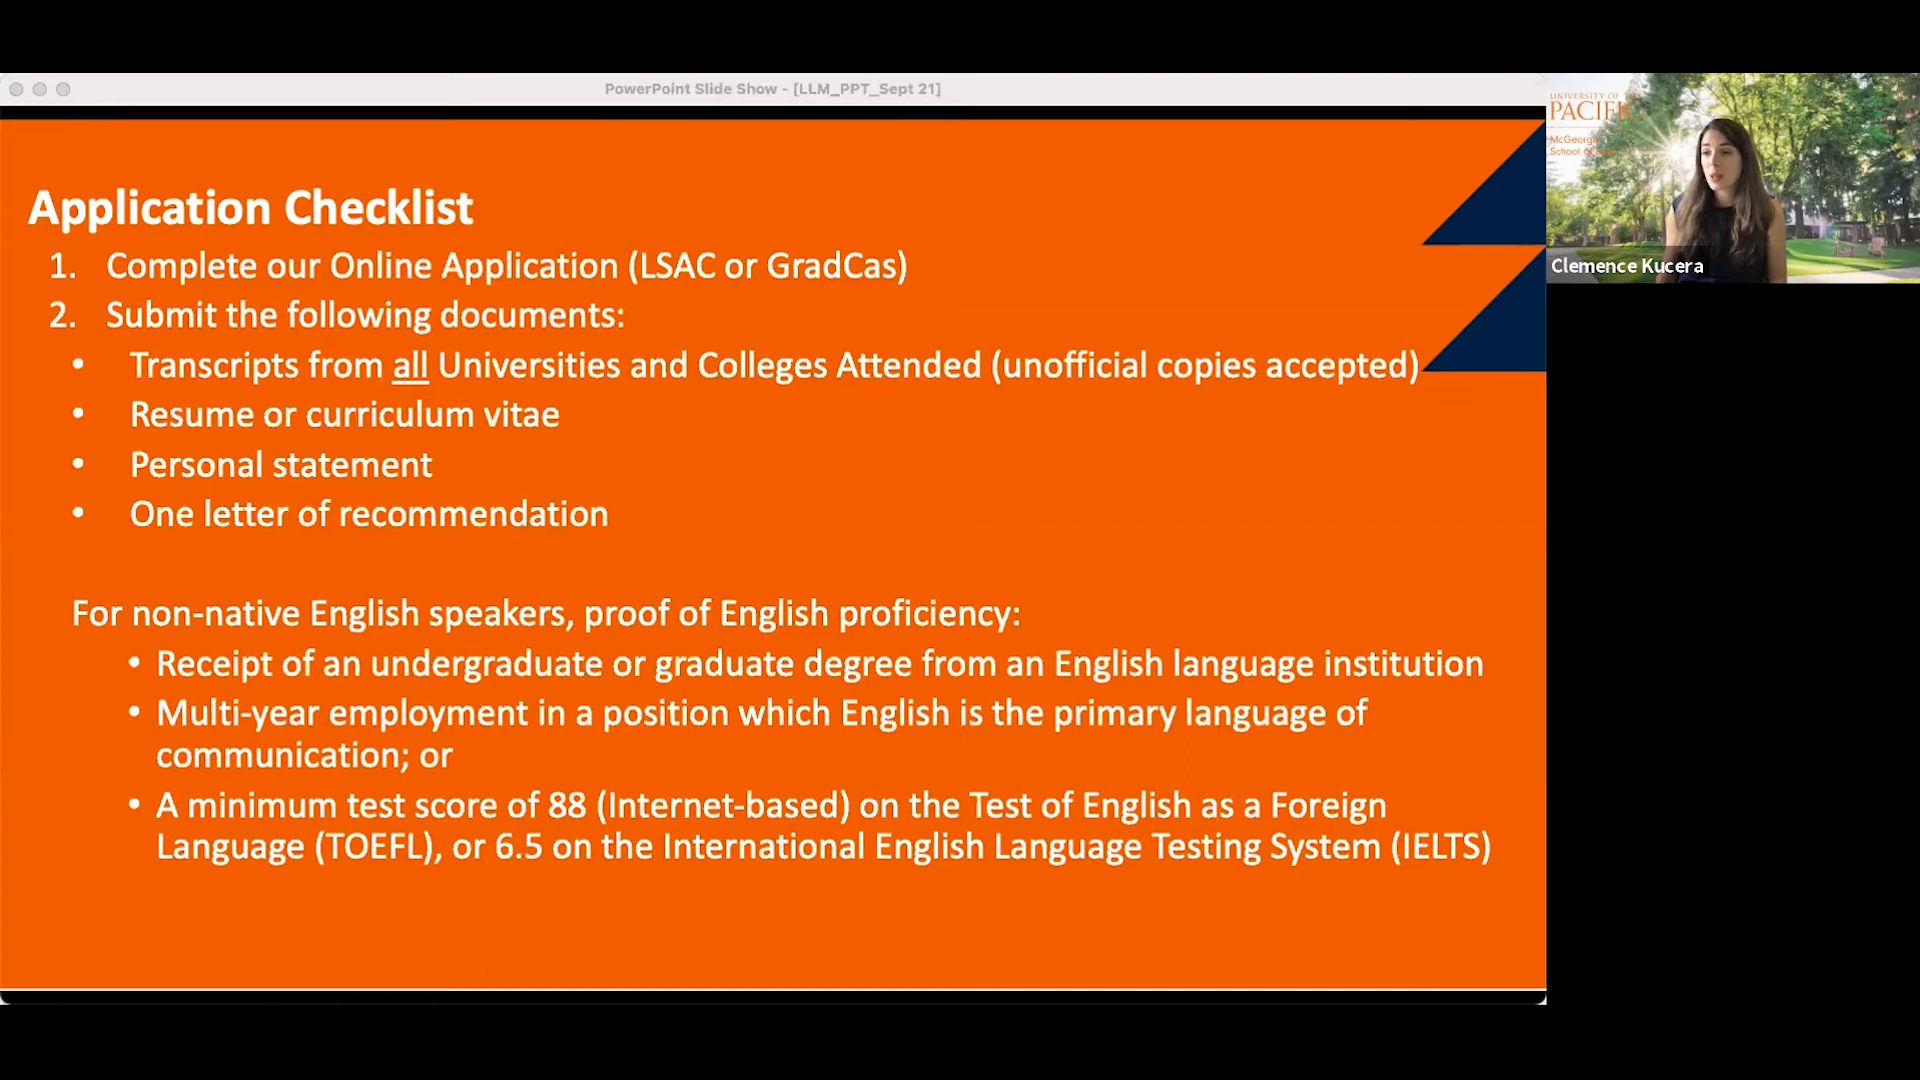 PowerPoint Slide Show - [LLM_PPT_Sept 21]
Application Checklist
1. Complete our Online Application (LSAC or GradCas)
2. Submit the following documents:
• Transcripts from all Universities and Colleges Attended (unofficial copies accepted)
• Resume or curriculum vitae
• Personal statement
• One letter of recommendation
For non-native English speakers, proof of English proficiency:
• Receipt of an undergraduate or graduate degree from an English language institution
• Multi-year employment in a position which English is the primary language of
communication; or
• A minimum test score of 88 (Internet-based) on the Test of English as a Foreign
Language (TOEFL), or 6.5 on the International English Language Testing System (IELTS)
UNIVERSITY OF
PACIFIC
McGeorge
School
Clemence Kucera